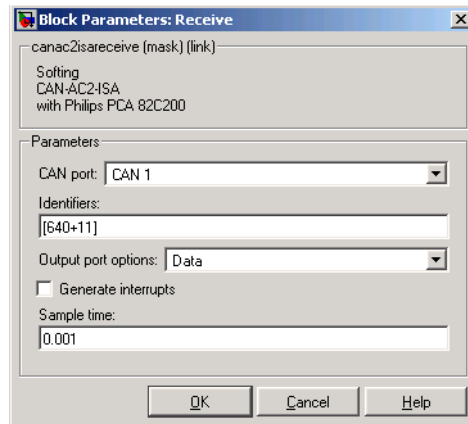 Block Parameters: Receive
canac2isareceive (mask) (link)
Softing
CAN-AC2-ISA
with Philips PCA 82C200
Parameters
CAN port: CAN 1
Identifiers:
[640+11]
Output port options: Data
Generate interrupts
Sample time:
0.001
OK Cancel Help